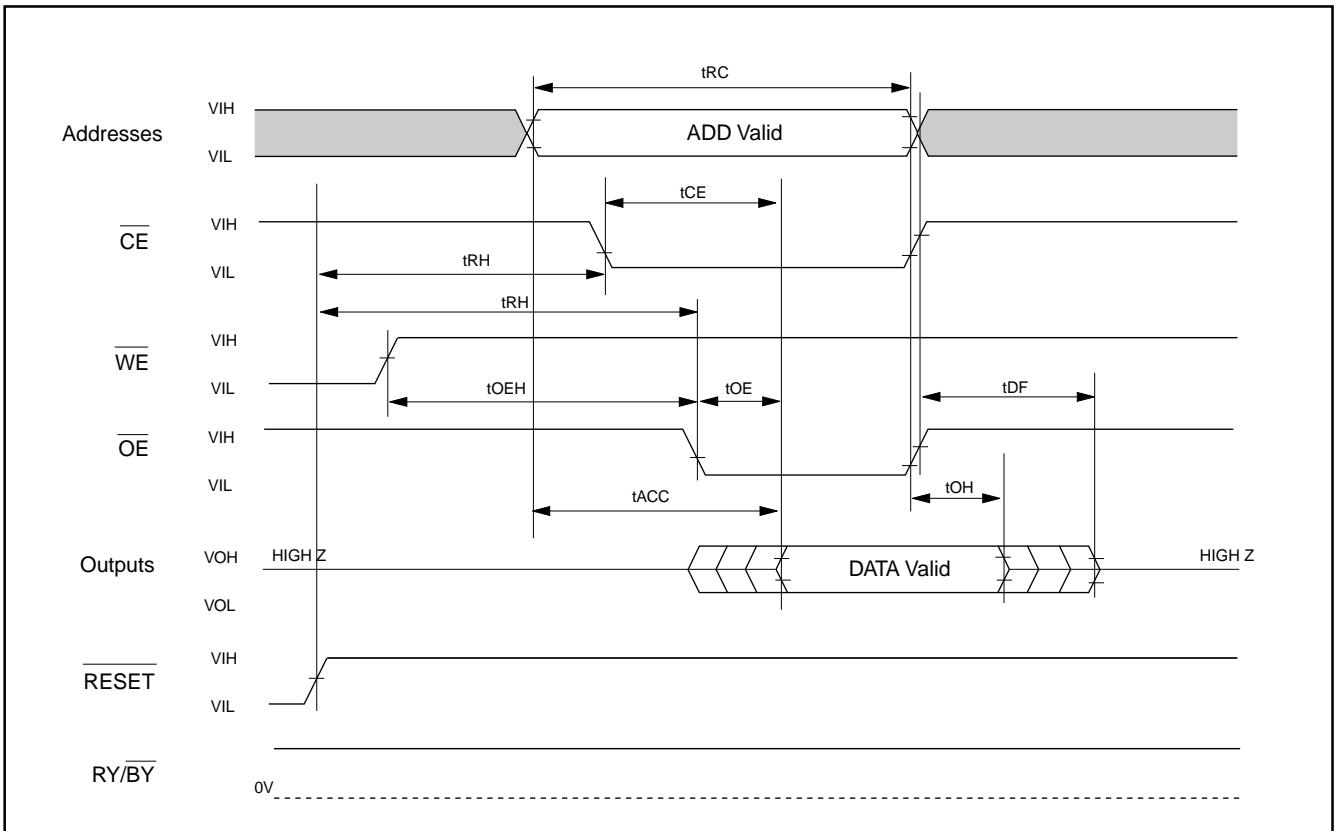 tRC
VIH
Addresses
ADD Valid
VIL
tCE
VIH
CE
VIL
tRH
tRH
VIH
WE
VIL
tOEH
tOE
tDF
VIH
OE
VIL
tACC
tOH
VOH
HIGH Z
Outputs
DATA Valid
HIGH Z
VOL
VIH
RESET
VIL
RY/BY
0V